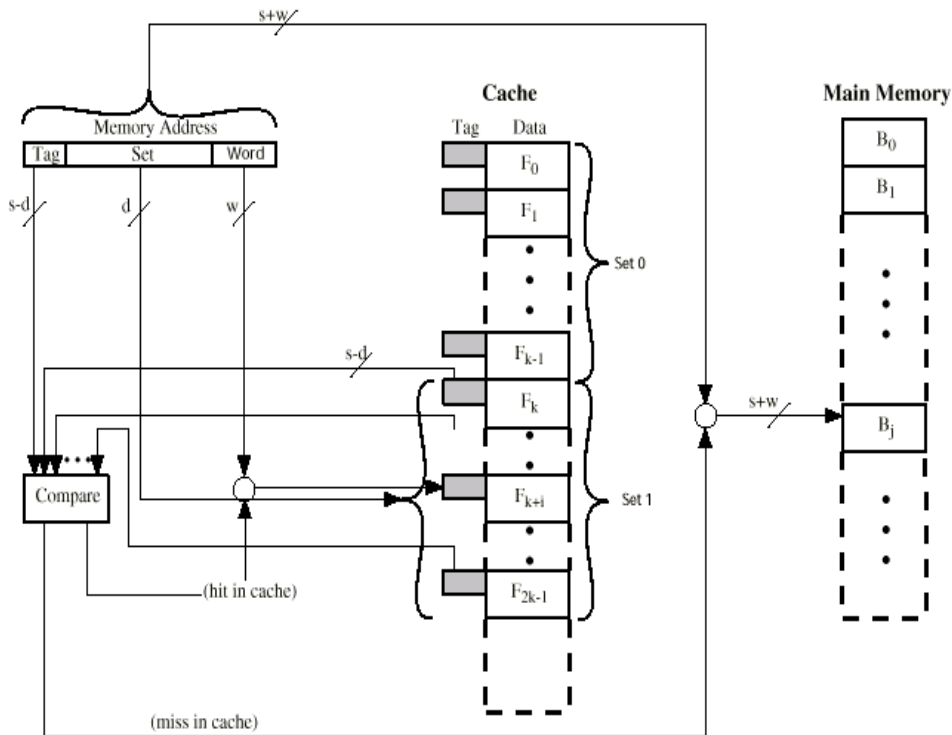 s+w
Cache
Main Memory
Memory Address
Tag Data
Tag Set Word
F0
B0
B1
s-d d w
F1
Set 0
s-d
Fk-1
Fk
s+w
Bj
Compare
Fk+i
Set 1
(hit in cache)
F2k-1
(miss in cache)